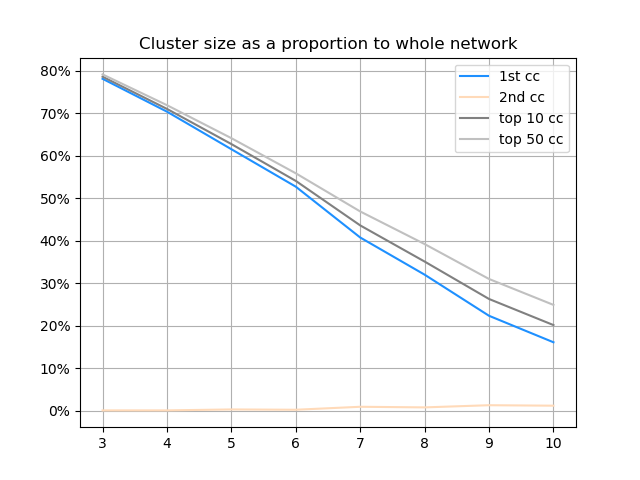 Cluster size as a proportion to whole network
80%
70%
60%
50%
40%
30%
20%
10%
0%
1st cc
2nd cc
top 10 cc
top 50 cc
3 4 5 6 7 8 9 10